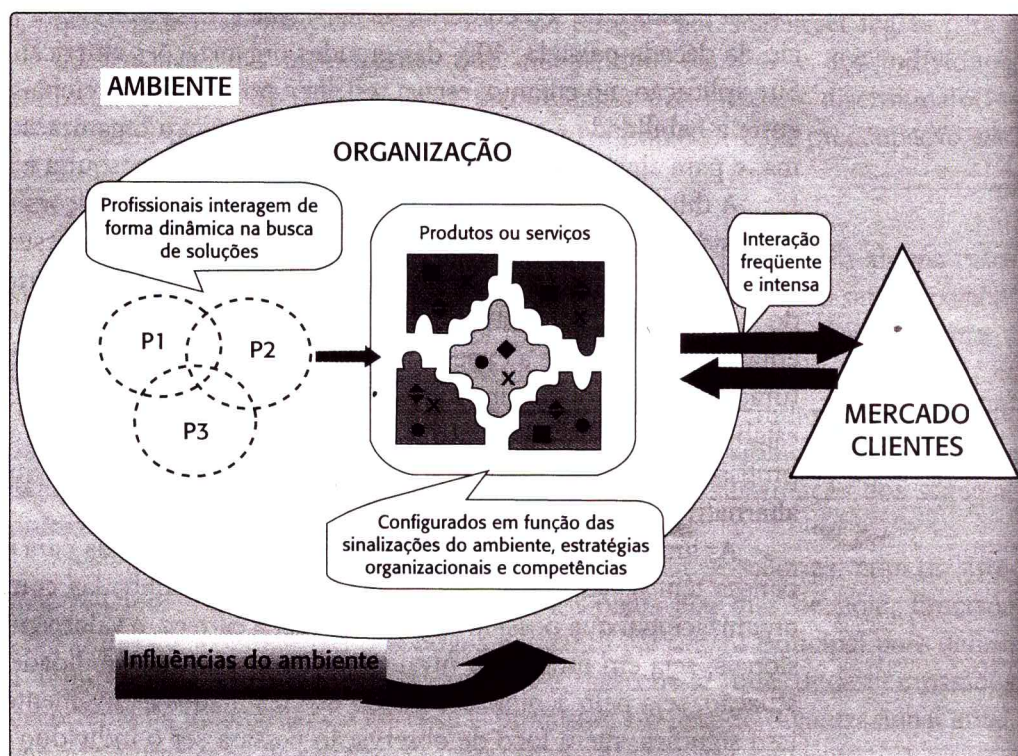 AMBIENTE
ORGANIZAÇÃO
Profissionais interagem de
forma dinâmica na busca
de soluções
P1
P2
P3
Produtos ou serviços
Configurados em função das
sinalizações do ambiente, estratégias
organizacionais e competências
Interação
freqüente
e intensa
MERCADO
CLIENTES
Influências do ambiente